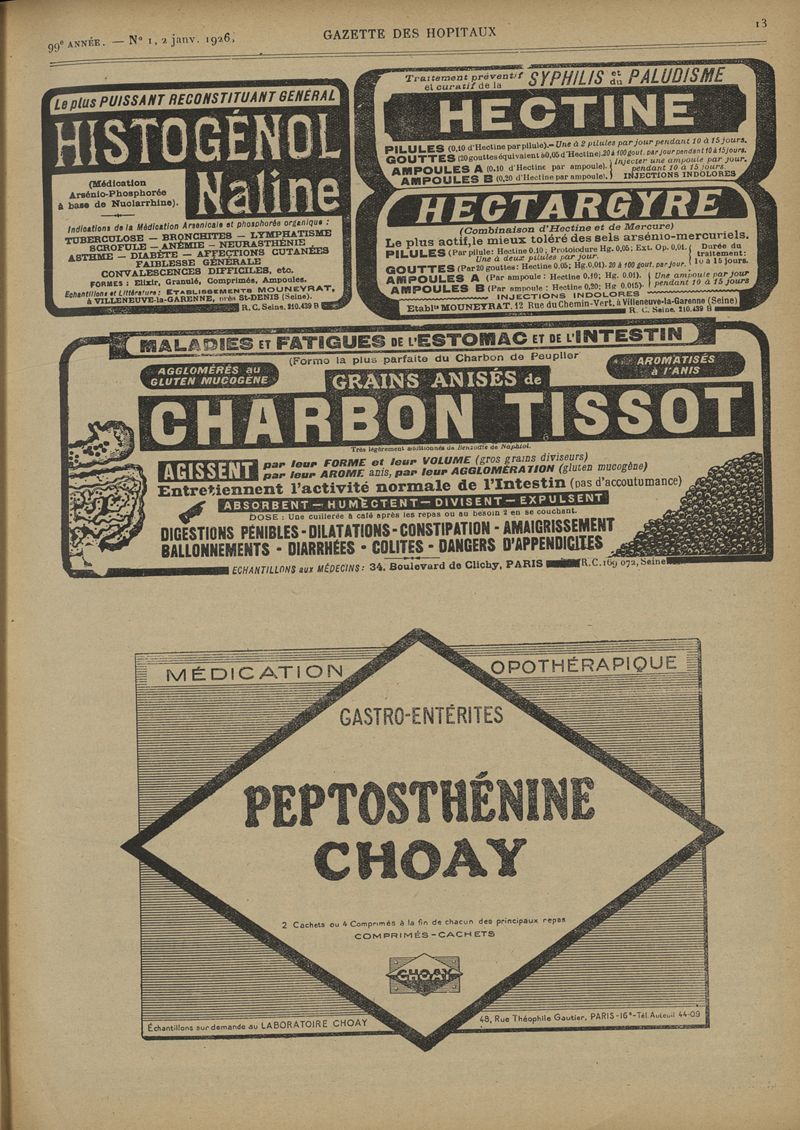 99e ANNÉE. — No 1, 2 janv. 1926.
GAZETTE DES HOPITAUX
13
Le plus PUISSANT RECONSTITUANT GÉNÉRAL
HISTOGÉNOL
Naline
(Médication
Arsénio-Phosphorée
à base de Nuclarrhine).
Indications de la Médication Arsenicale et phosphorée organique :
TUBERCULOSE — BRONCHITES — LYMPHATISME
SCROFULE — ANÉMIE — NEURASTHÉNIE
ASTHME — DIABÈTE — AFFECTIONS CUTANÉES
FAIBLESSE GÉNÉRALE
CONVALESCENCES DIFFICILES, etc.
FORMES : Elixir, Granulé, Comprimés, Ampoules.
Echantillons et Littérature : ETABLISSEMENTS MOUNEYRAT,
à VILLENEUVE-la-GARENNE, près St-DENIS (Seine).
R. C. Seine, 210.439 B
Traitement préventif et curatif de la SYPHILIS et du PALUDISME
HECTINE
PILULES (0,10 d'Hectine par pilule).— Une à 2 pilules par jour pendant 10 à 15 jours.
GOUTTES (20 gouttes équivalent à 0,05 d'Hectine). 20 à 100 gout. par jour pendant 10 à 15 jours.
AMPOULES A (0,10 d'Hectine par ampoule). } Injecter une ampoule par jour,
AMPOULES B (0,20 d'Hectine par ampoule). } pendant 10 à 15 jours
INJECTIONS INDOLORES
HECTARGYRE
(Combinaison d'Hectine et de Mercure)
Le plus actif, le mieux toléré des sels arsénio-mercuriels.
PILULES (Par pilule: Hectine 0,10; Protoiodure Hg. 0,05; Ext. Op. 0,01.
Une à deux pilules par jour.
GOUTTES (Par 20 gouttes: Hectine 0,05; Hg. 0,01). 20 à 100 gouttes par jour.
Durée du
traitement:
10 à 15 jours.
AMPOULES A (Par ampoule : Hectine 0,10; Hg. 0,01). { Une ampoule par jour
AMPOULES B (Par ampoule: Hectine 0,20; Hg 0,015). { pendant 10 à 15 jours
INJECTIONS INDOLORES
Etablts MOUNEYRAT, 12 Rue du Chemin-Vert, à Villeneuve-la-Garenne (Seine)
R. C. Seine, 210.439 B
MALADIES ET FATIGUES DE L'ESTOMAC ET DE L'INTESTIN
(Forme la plus parfaite du Charbon de Peuplier
AGGLOMÉRÉS au
GLUTEN MUCOGÈNE
GRAINS ANISÉS de
AROMATISÉS
à l'ANIS
CHARBON TISSOT
Très légèrement additionnés de Benzoate de Naphtol.
AGISSENT
par leur FORME et leur VOLUME (gros grains diviseurs)
par leur AROME anis, par leur AGGLOMÉRATION (gluten mucogène)
Entretiennent l'activité normale de l'Intestin (pas d'accoutumance)
ABSORBENT — HUMECTENT — DIVISENT — EXPULSENT
DOSE : Une cuillerée à café après les repas ou au besoin 2 en se couchant.
DIGESTIONS PÉNIBLES - DILATATIONS - CONSTIPATION - AMAIGRISSEMENT
BALLONNEMENTS - DIARRHÉES - COLITES - DANGERS D'APPENDICITES
ECHANTILLONS aux MÉDECINS : 34, Boulevard de Clichy, PARIS
R.C. 169 072, Seine
MÉDICATION OPOTHÉRAPIQUE
GASTRO-ENTÉRITES
PEPTOSTHÉNINE
CHOAY
2 Cachets ou 4 Comprimés à la fin de chacun des principaux repas
COMPRIMÉS - CACHETS
CHOAY
Échantillons sur demande au LABORATOIRE CHOAY
48, Rue Théophile Gautier, PARIS-16e - Tél. Auteuil 44-09